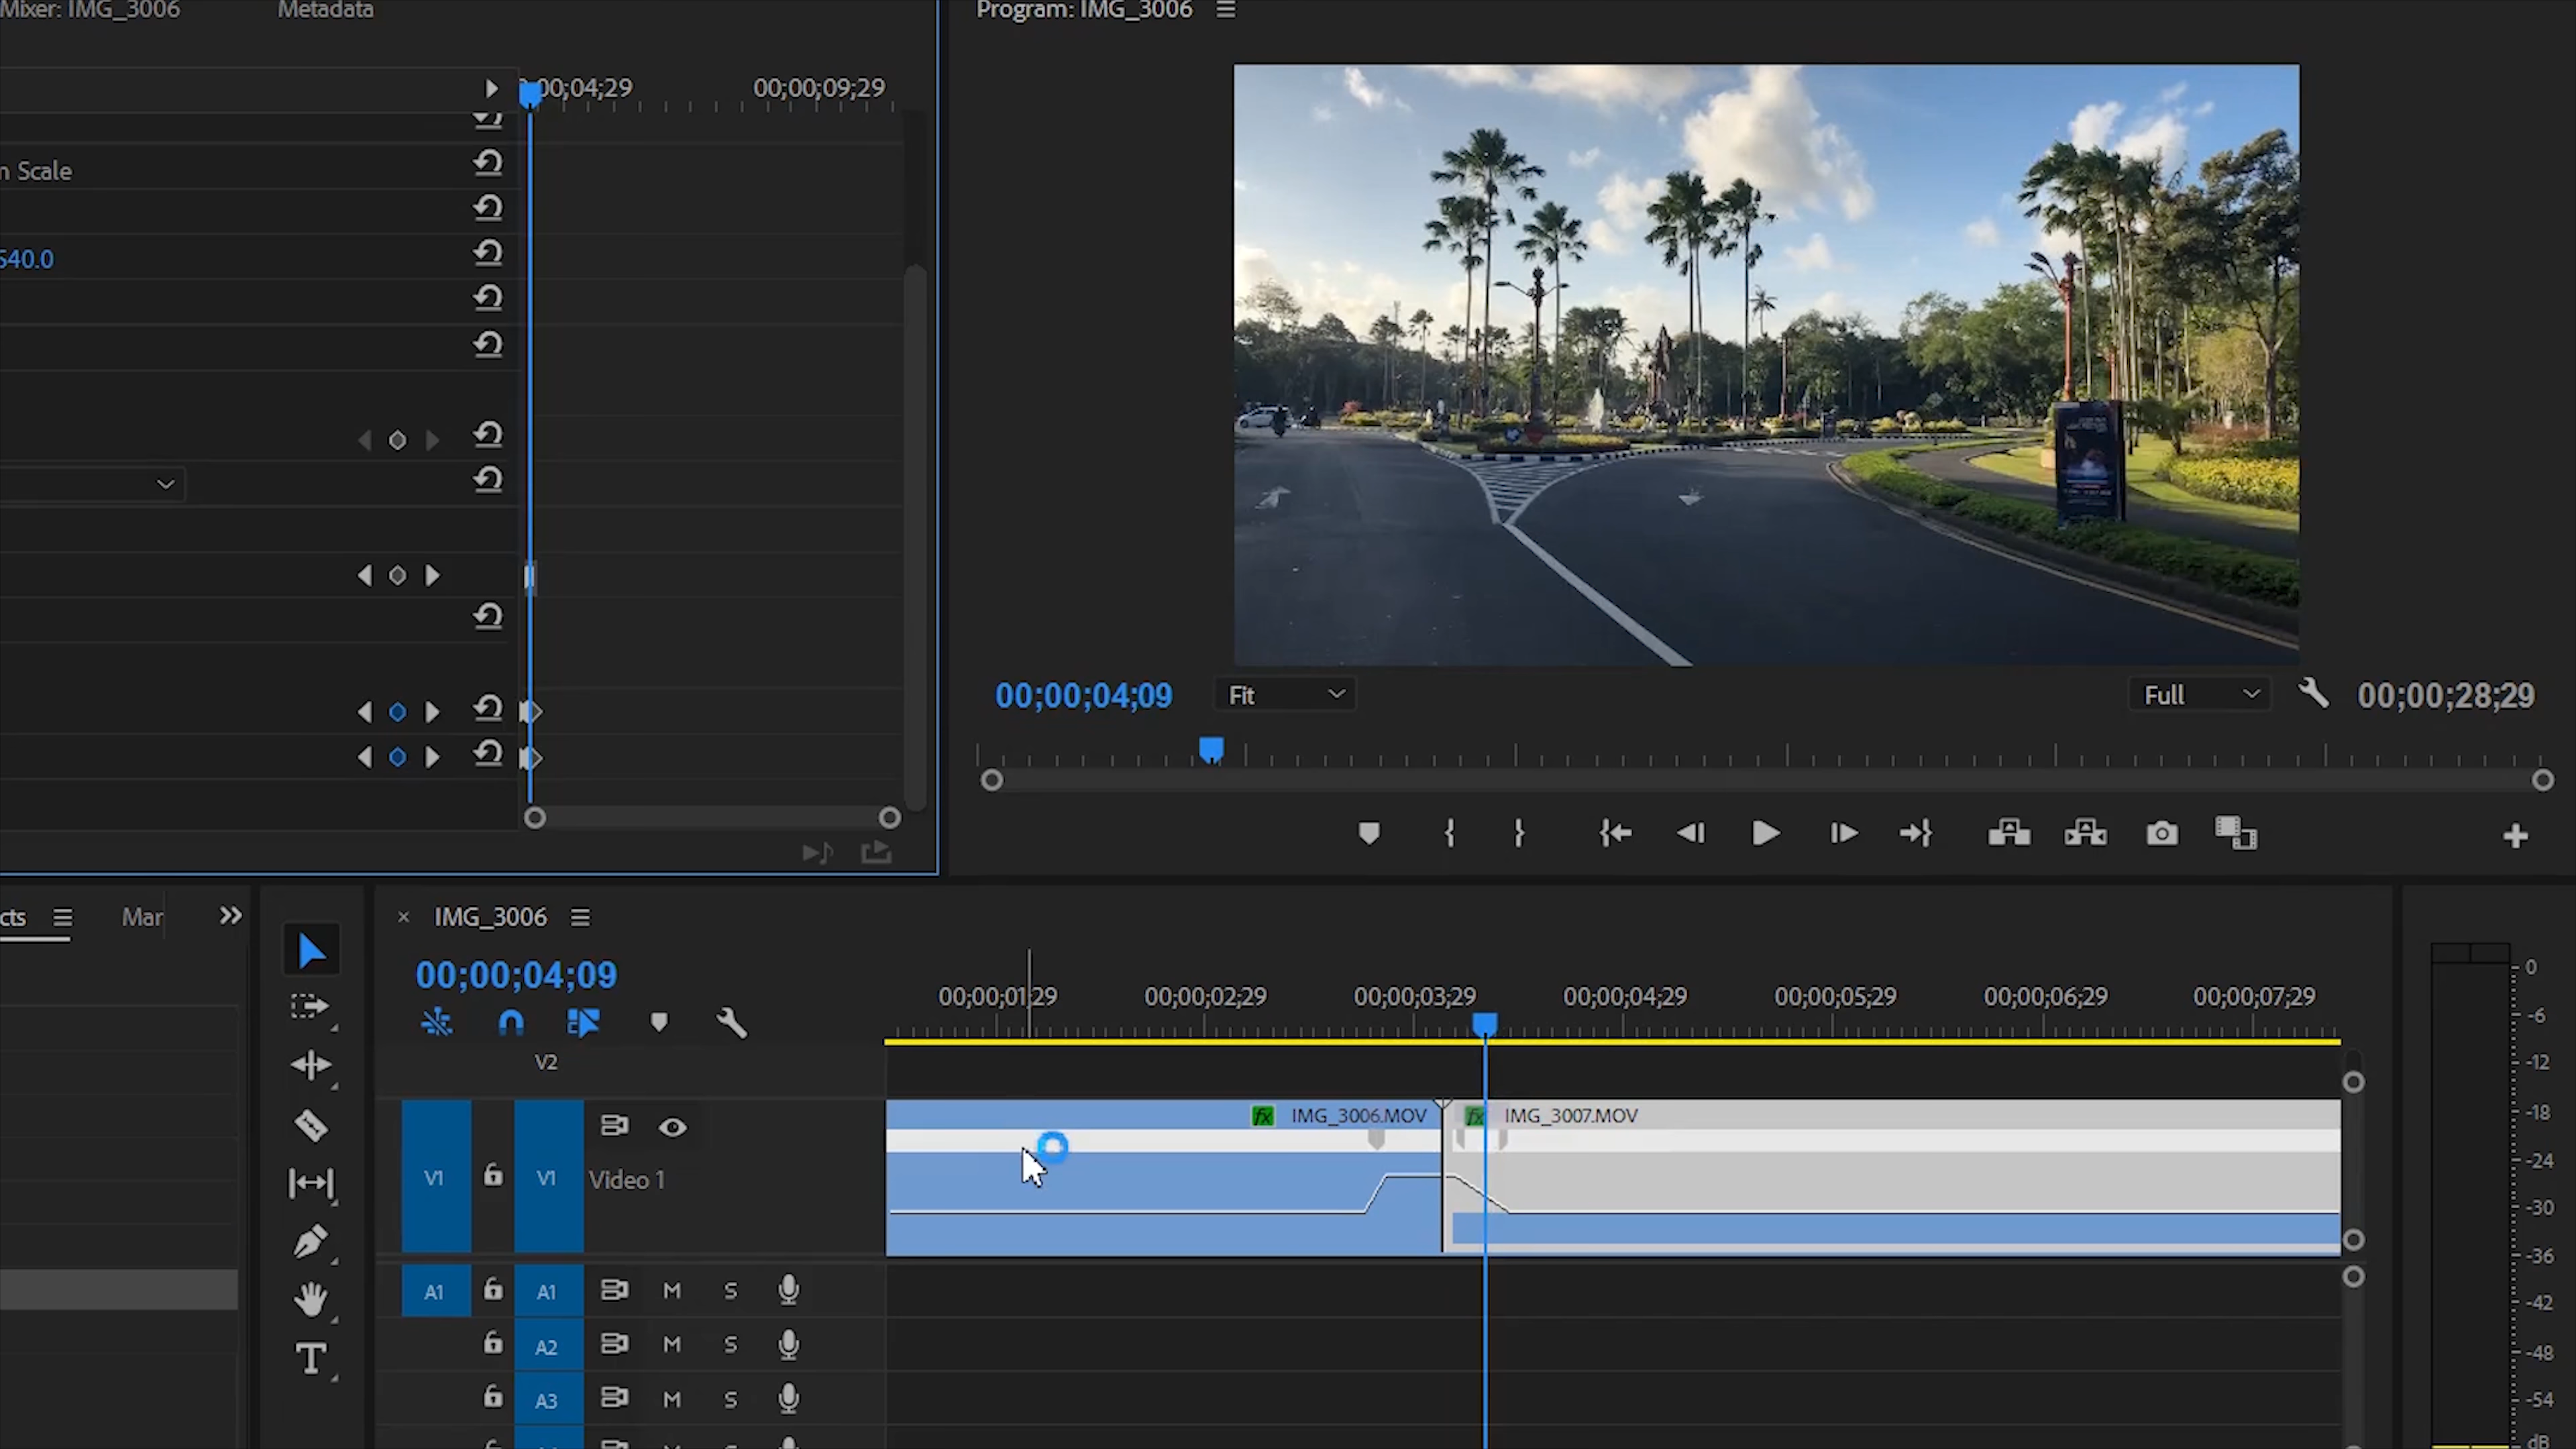 Mixer: IMG_3006 Metadata
Program: IMG_3006
00;04;29 00;00;09;29
n Scale
540.0
00;00;04;09 Fit Full 00;00;28;29
cts Mar
IMG_3006
00;00;04;09
00;00;01;29 00;00;02;29 00;00;03;29 00;00;04;29 00;00;05;29 00;00;06;29 00;00;07;29
V2
fx IMG_3006.MOV fx IMG_3007.MOV
V1 V1 Video 1
A1 A1 M S
A2 M S
A3 M S
T
0
-6
-12
-18
-24
-30
-36
-42
-48
-54
dB